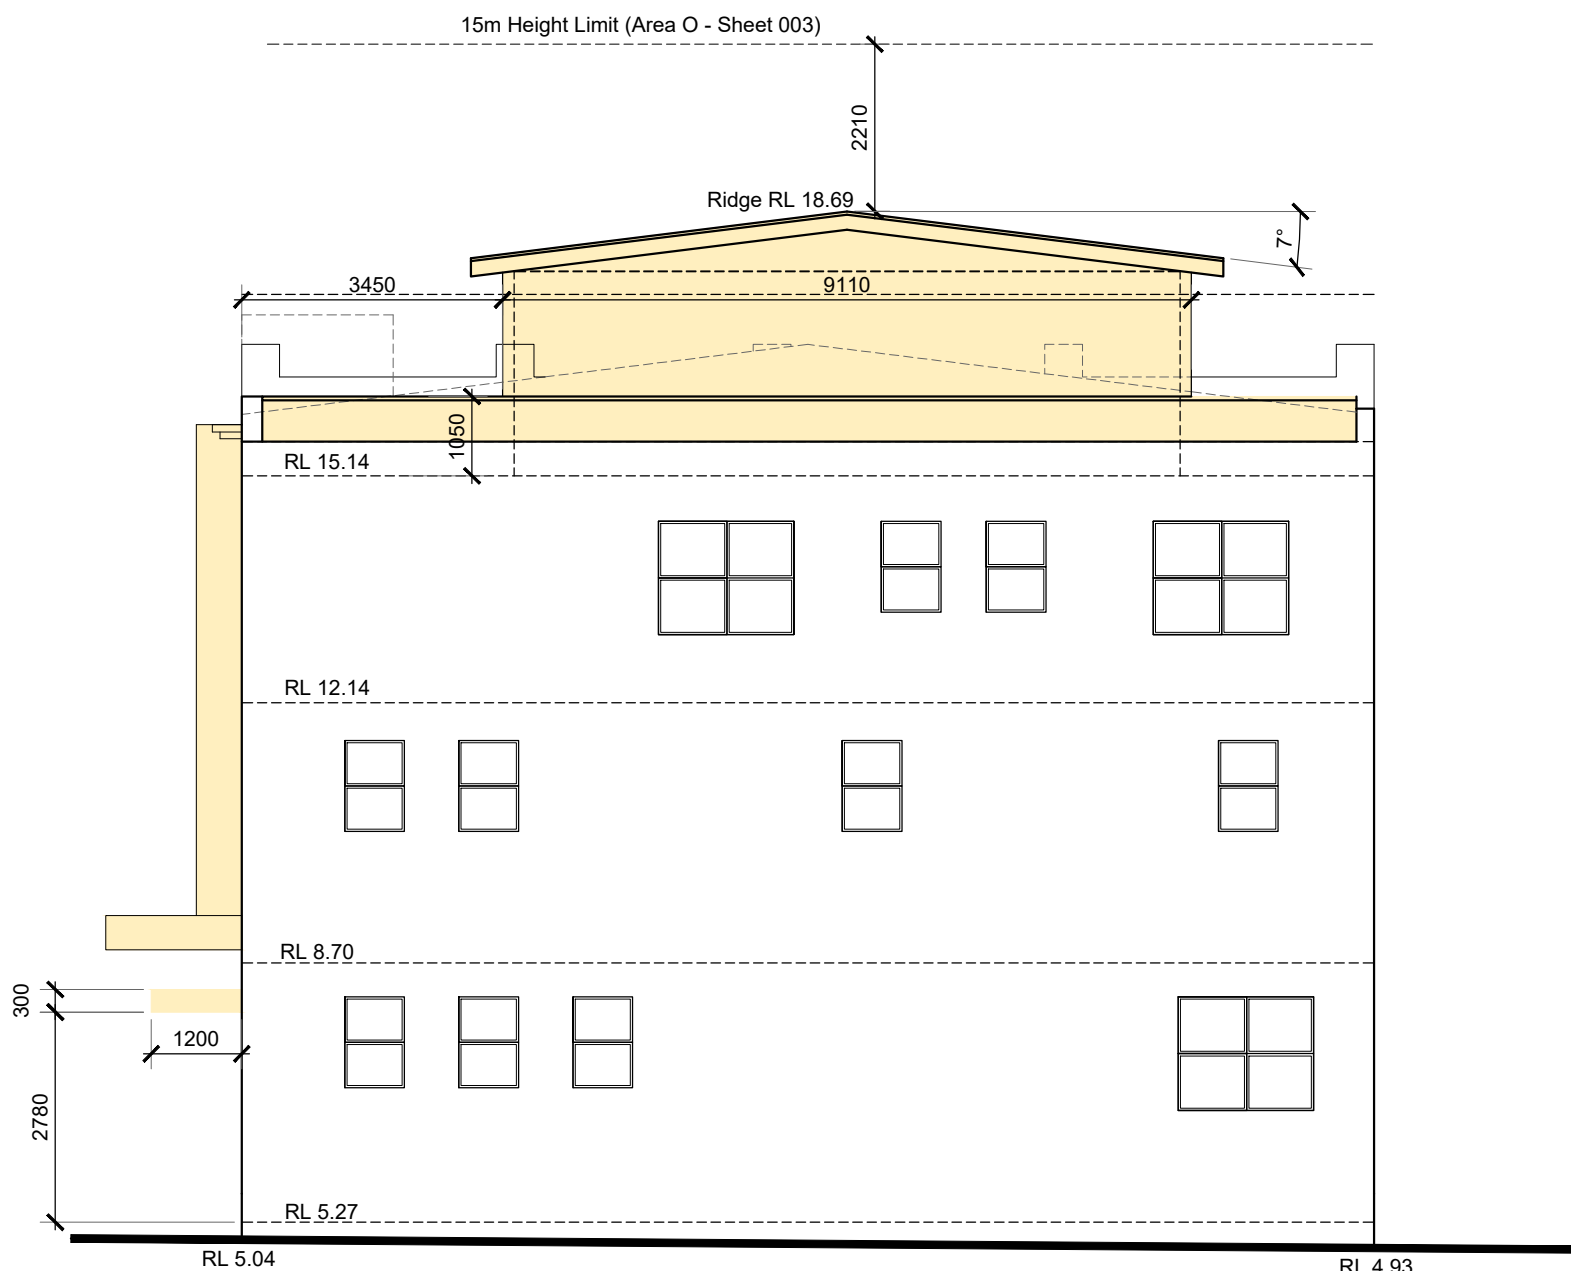 15m Height Limit (Area O - Sheet 003)
2210
Ridge RL 18.69
7°
3450
9110
1050
RL 15.14
RL 12.14
RL 8.70
300
1200
2780
RL 5.27
RL 5.04
RL 4.93